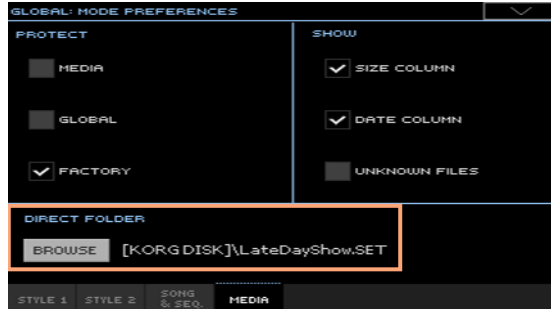 GLOBAL: MODE PREFERENCES
PROTECT
SHOW
MEDIA
SIZE COLUMN
GLOBAL
DATE COLUMN
FACTORY
UNKNOWN FILES
DIRECT FOLDER
BROWSE [KORG DISK]\LateDayShow.SET
STYLE 1 STYLE 2 SONG & SEQ. MEDIA